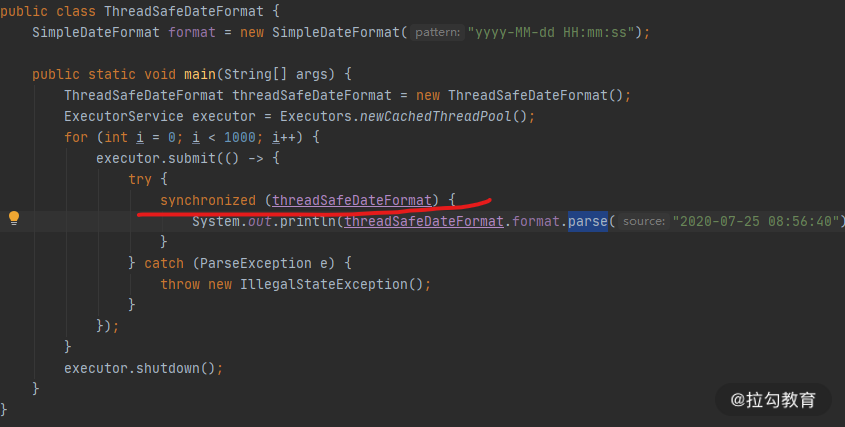 public class ThreadSafeDateFormat {
    SimpleDateFormat format = new SimpleDateFormat( pattern: "yyyy-MM-dd HH:mm:ss");
    public static void main(String[] args) {
        ThreadSafeDateFormat threadSafeDateFormat = new ThreadSafeDateFormat();
        ExecutorService executor = Executors.newCachedThreadPool();
        for (int i = 0; i < 1000; i++) {
            executor.submit(() -> {
                try {
                    synchronized (threadSafeDateFormat) {
                        System.out.println(threadSafeDateFormat.format.parse( source: "2020-07-25 08:56:40")
                    }
                } catch (ParseException e) {
                    throw new IllegalStateException();
                }
            });
        }
        executor.shutdown();
    }
}
@拉勾教育